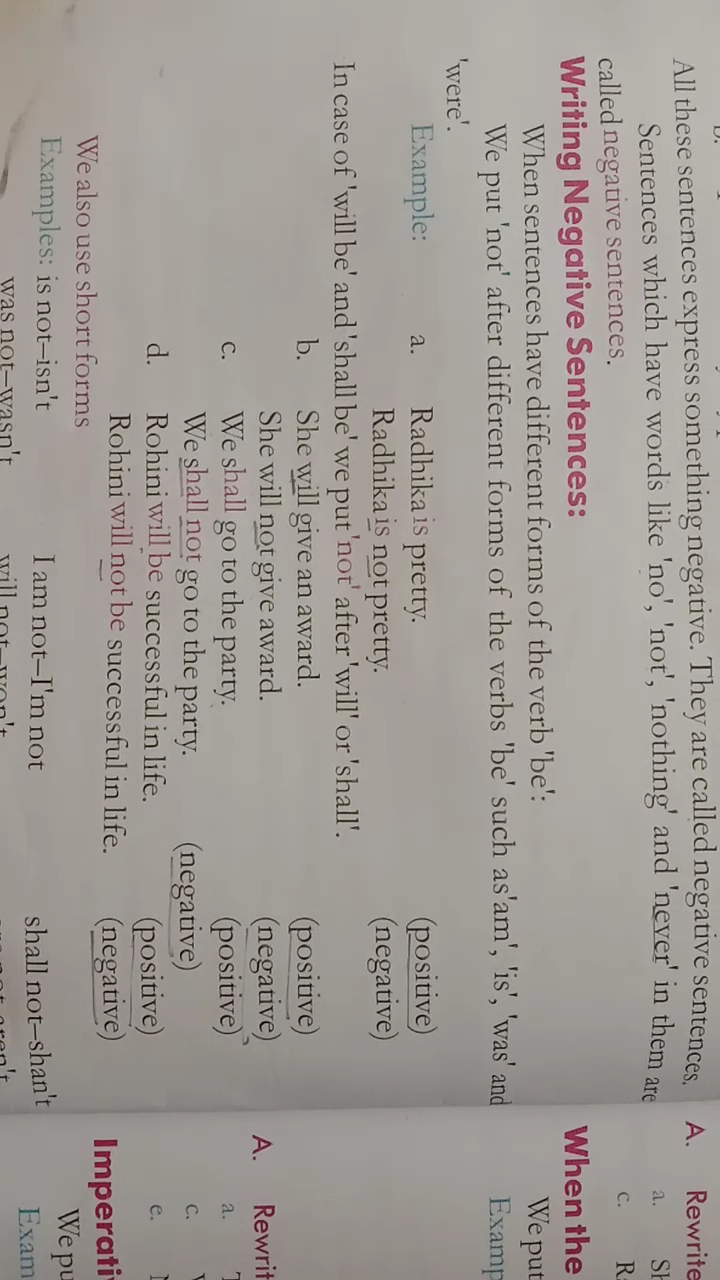 All these sentences express something negative. They are called negative sentences.
Sentences which have words like 'no', 'not', 'nothing' and 'never' in them are
called negative sentences.
Writing Negative Sentences:
When sentences have different forms of the verb 'be':
We put 'not' after different forms of the verbs 'be' such as'am', 'is', 'was' and
'were'.
Example: a. Radhika is pretty. (positive)
Radhika is not pretty. (negative)
In case of 'will be' and 'shall be' we put 'not' after 'will' or 'shall'.
b. She will give an award. (positive)
She will not give award. (negative)
c. We shall go to the party. (positive)
We shall not go to the party. (negative)
d. Rohini will be successful in life. (positive)
Rohini will not be successful in life. (negative)
We also use short forms
Examples: is not–isn't I am not–I'm not shall not–shan't
was not–wasn't will not–won't
A. Rewrite
a.
c.
When the
We put
A.
a.
c.
e.